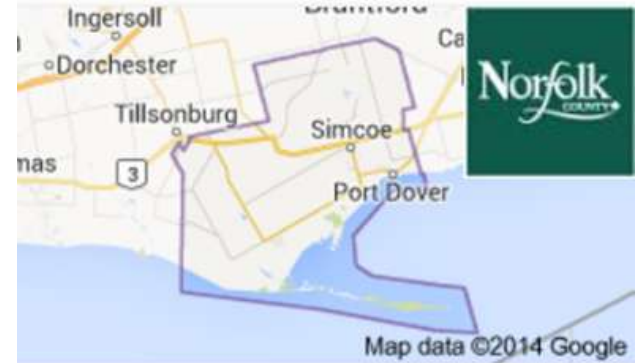 Ingersoll
Dorchester
Tillsonburg
Simcoe
3
Port Dover
Norfolk
COUNTY
Map data ©2014 Google